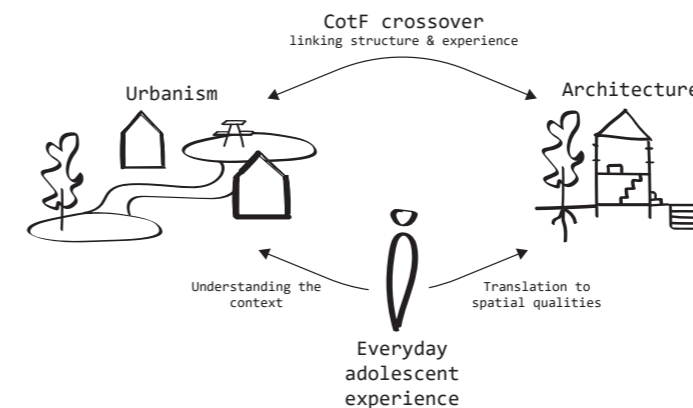 CotF crossover
linking structure & experience
Urbanism
Architecture
Understanding the
context
Translation to
spatial qualities
Everyday
adolescent
experience